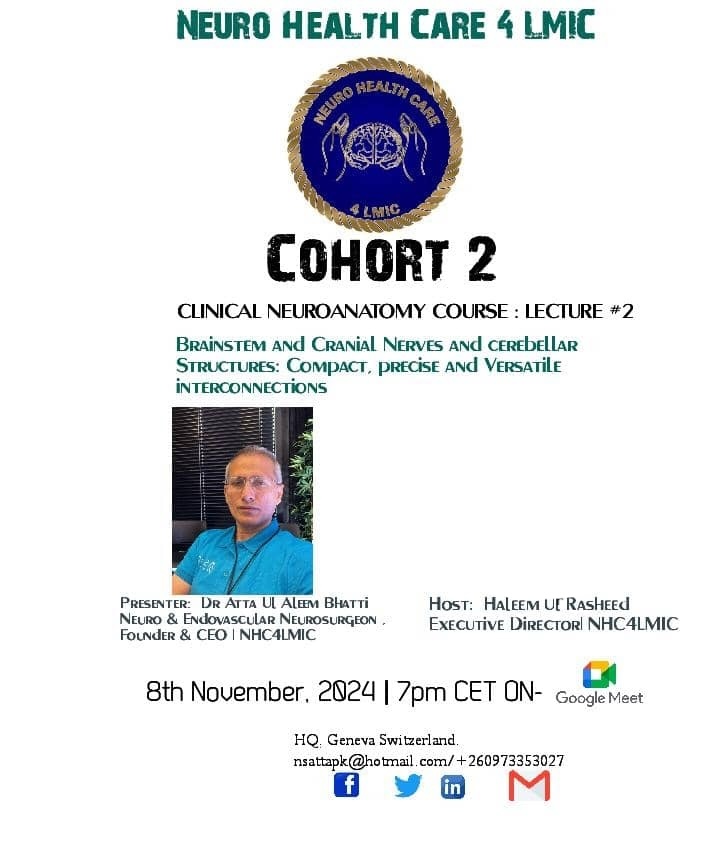 NEURO HEALTH CARE 4 LMIC
NEURO HEALTH CARE
4 LMIC
COHORT 2
CLINICAL NEUROANATOMY COURSE : LECTURE #2
BRAINSTEM ANd CRANIAL NERVES ANd CEREbEllAR
STRUCTURES: COMPACT, PRECISE ANd VERSATILE
INTERCONNECTIONS
PRESENTER: DR ATTA UL ALEEM BHATTI
NEURO & ENDOVASCULAR NEUROSURGEON .
FOUNDER & CEO | NHC4LMIC
HOST: HALEEM UR RASHEEd
EXECUTIVE DIRECTOR| NHC4LMIC
8th November, 2024 | 7pm CET ON-
Google Meet
HQ, Geneva Switzerland.
nsattapk@hotmail.com/+260973353027